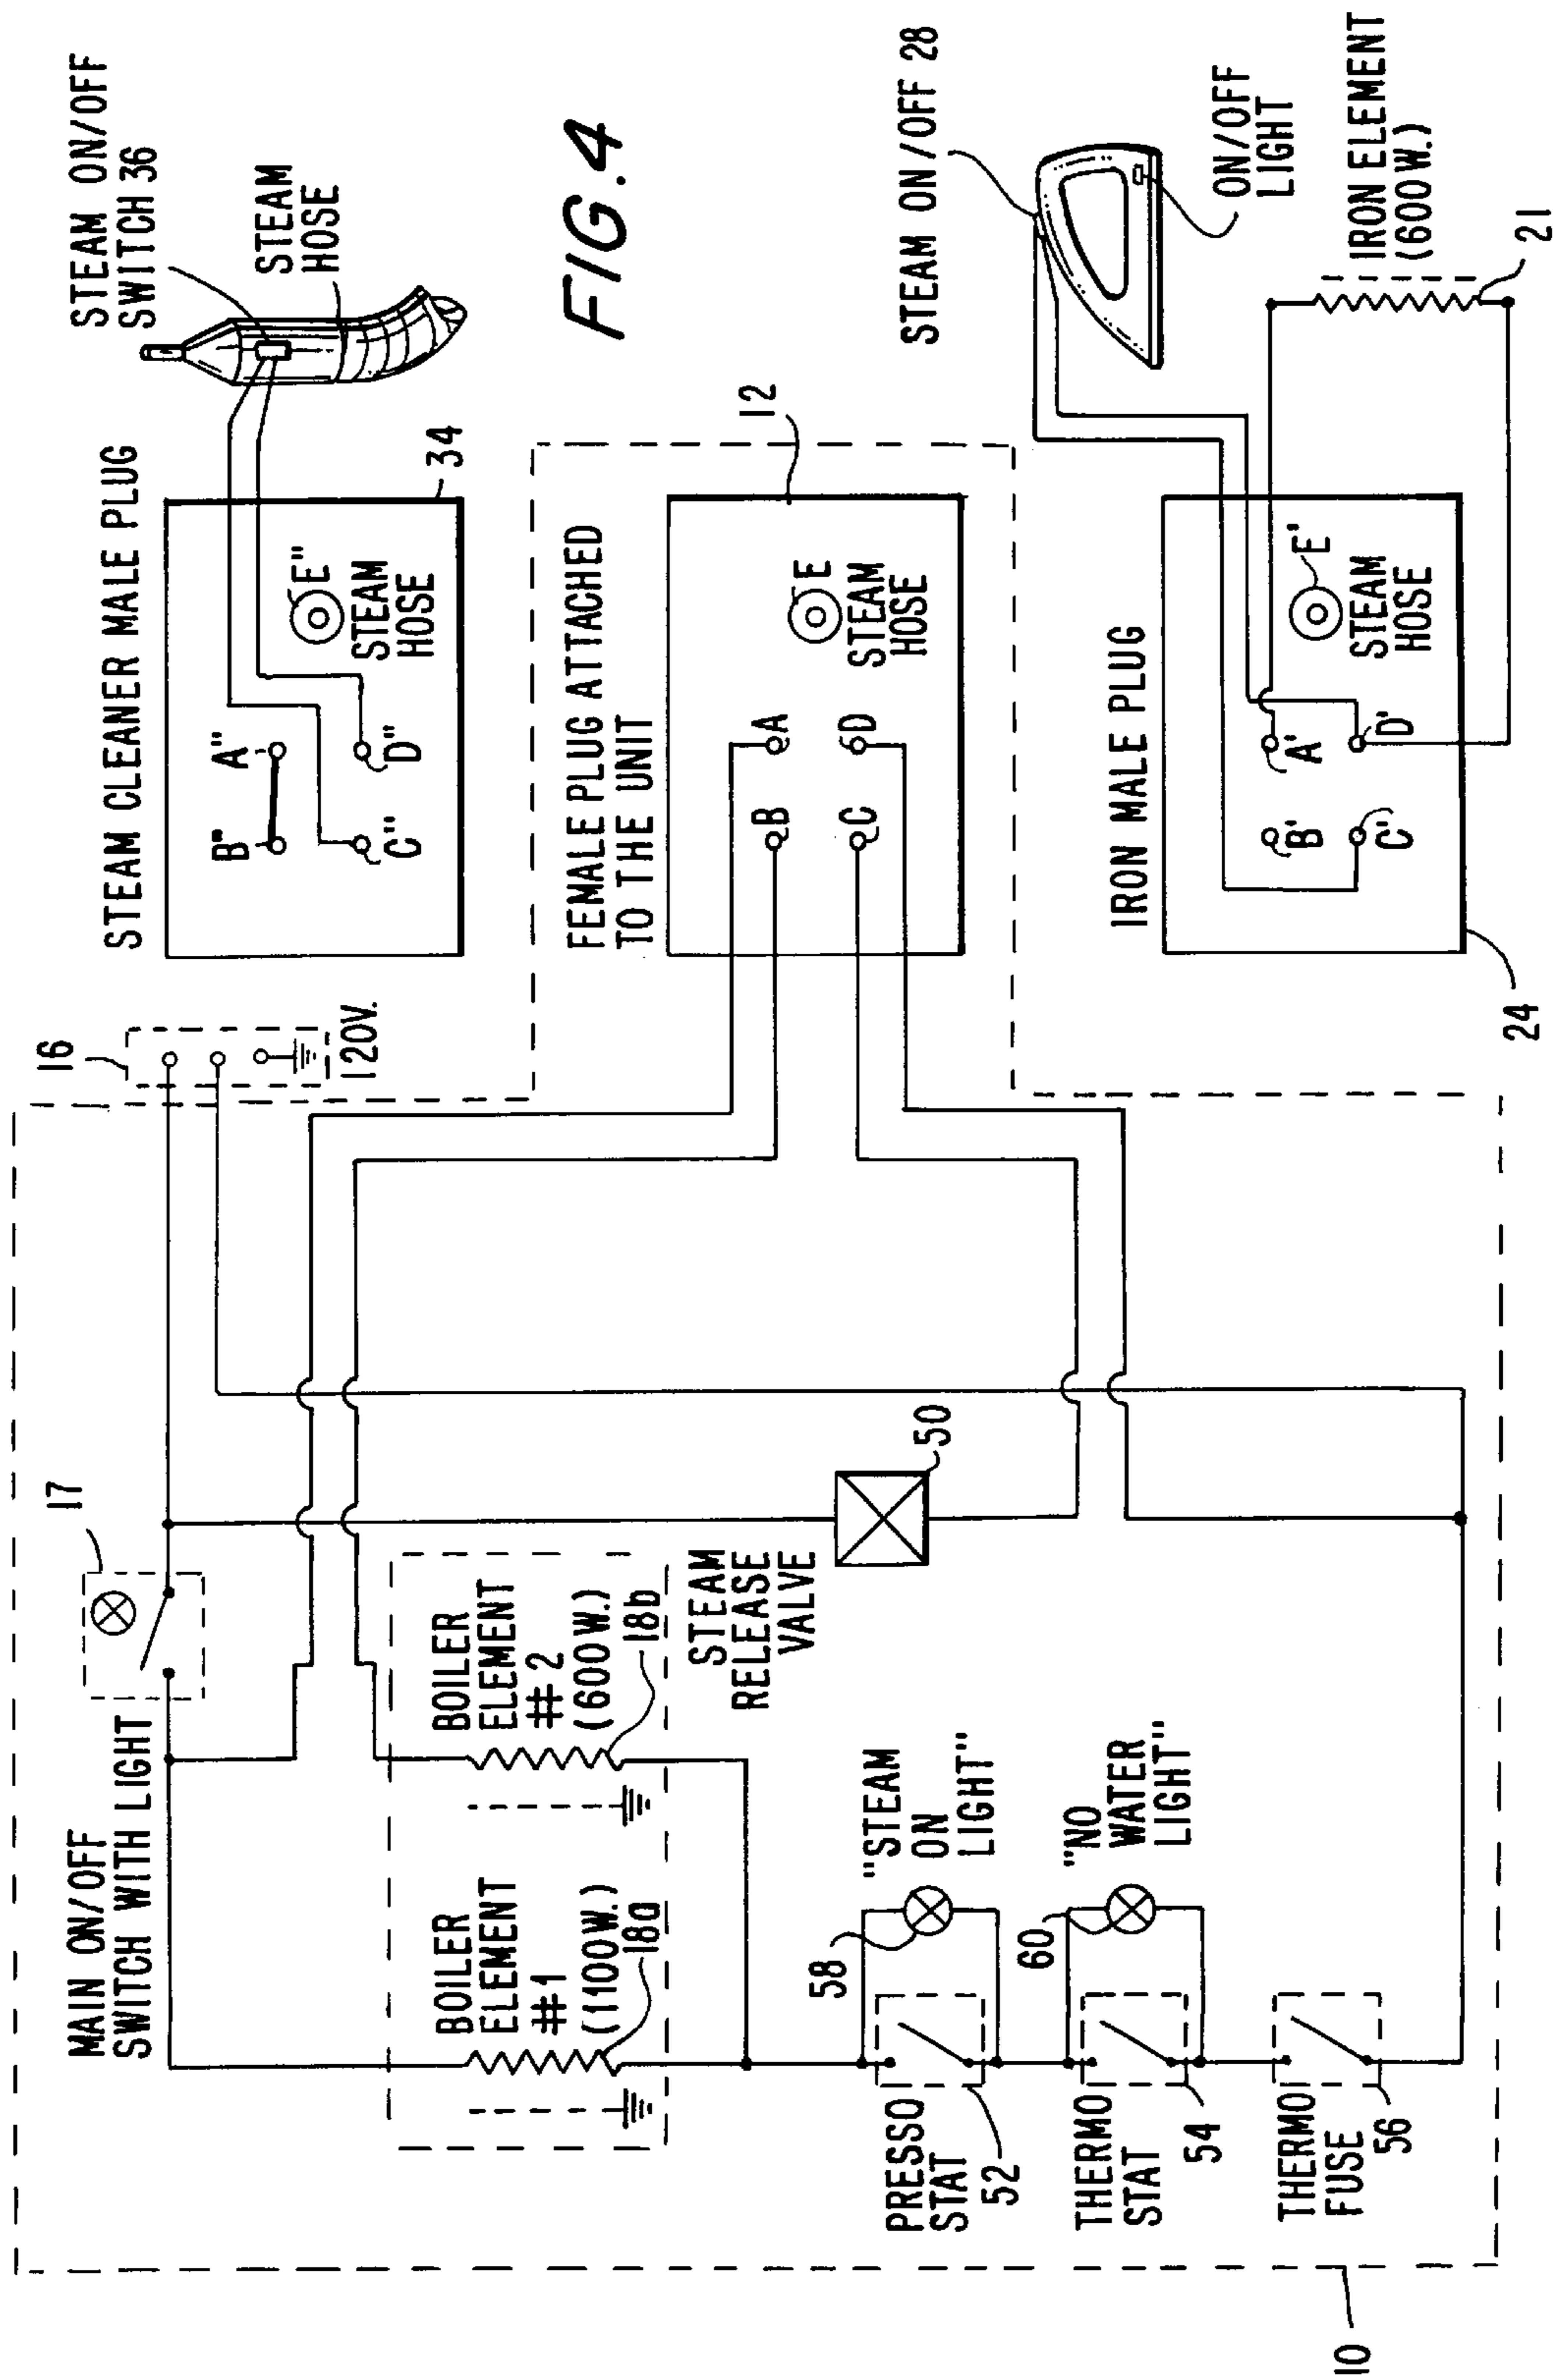 STEAM ON/OFF
SWITCH 36
STEAM
HOSE
STEAM CLEANER MALE PLUG
34
A"
B"
C"
D"
E"
STEAM
HOSE
FIG.4
16
120V.
FEMALE PLUG ATTACHED
TO THE UNIT
12
A
B
C
D
E
STEAM
HOSE
STEAM ON/OFF 28
ON/OFF
LIGHT
IRON ELEMENT
(600W.)
21
IRON MALE PLUG
A'
B'
C'
D'
E'
STEAM
HOSE
24
MAIN ON/OFF
SWITCH WITH LIGHT
17
BOILER
ELEMENT
#1
(1100W.)
18a
BOILER
ELEMENT
#2
(600W.)
18b
STEAM
RELEASE
VALVE
50
"STEAM
ON
LIGHT"
58
PRESSO
STAT
52
"NO
WATER
LIGHT"
60
THERMO
STAT
54
THERMO
FUSE
56
10